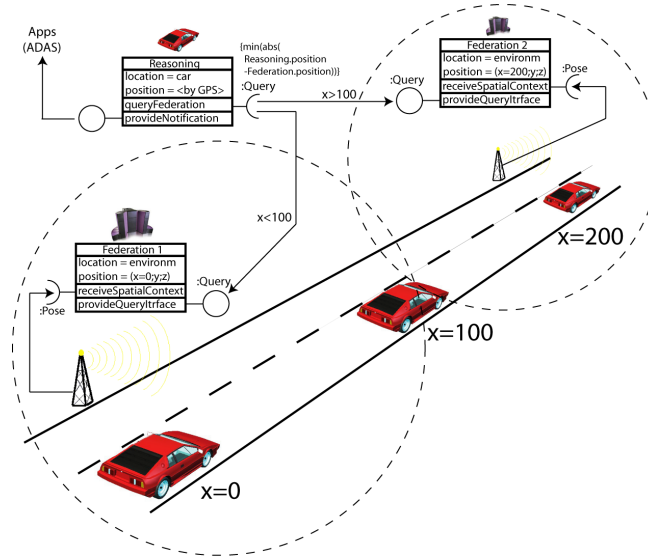 Apps
(ADAS)
Reasoning
location = car
position = <by GPS>
queryFederation
provideNotification
{min(abs(
Reasoning.position
-Federation.position))}
:Query
x>100
:Query
Federation 2
location = environm
position = (x=200;y;z)
receiveSpatialContext
provideQueryItrface
:Pose
x<100
Federation 1
location = environm
position = (x=0;y;z)
receiveSpatialContext
provideQueryItrface
:Query
:Pose
x=200
x=100
x=0